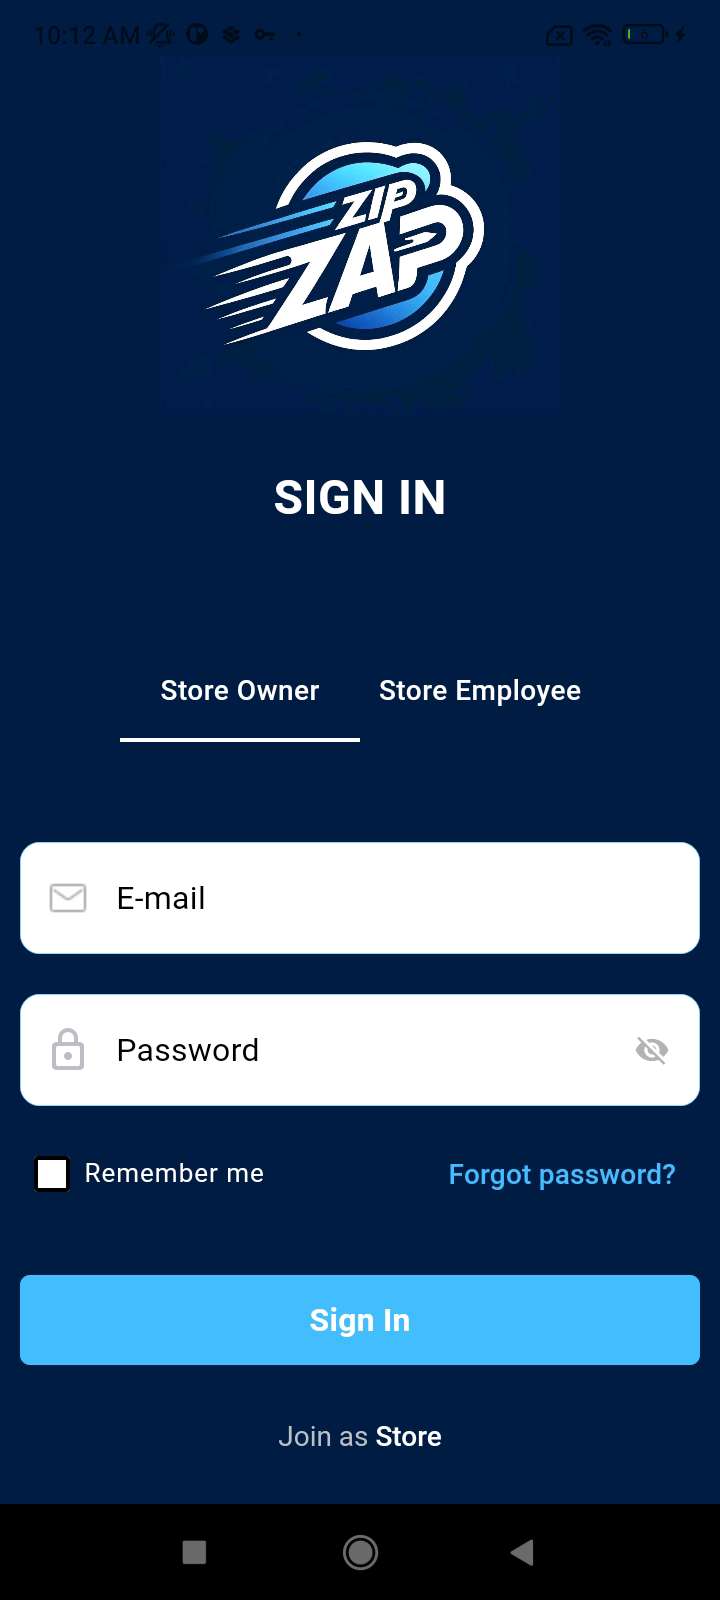 10:12 AM
ZIP
ZAP
SIGN IN
Store Owner Store Employee
E-mail
Password
Remember me Forgot password?
Sign In
Join as Store